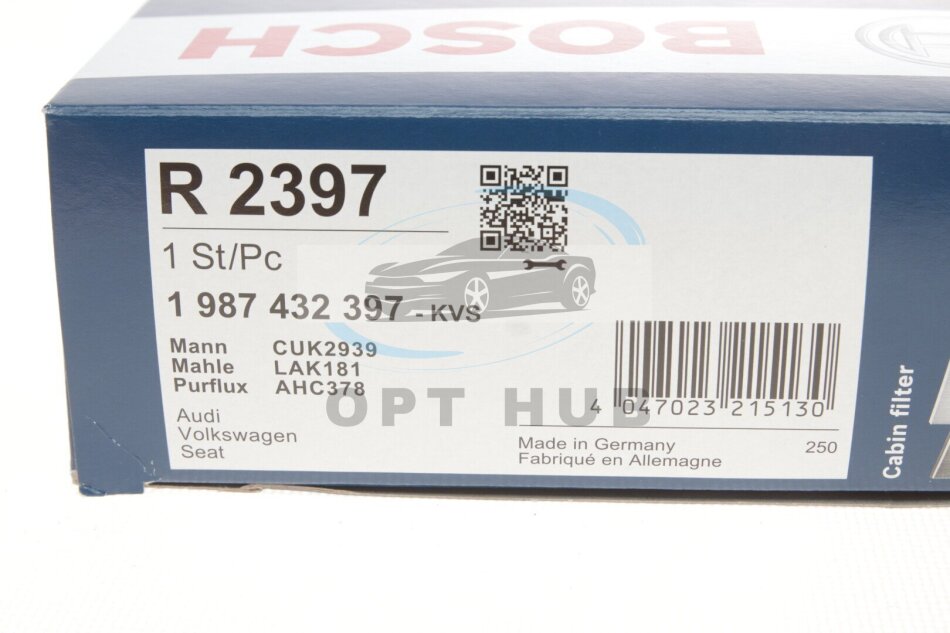 BOSCH
R 2397
1 St/Pc
1 987 432 397 - KVS
Mann CUK2939
Mahle LAK181
Purflux AHC378
Audi
Volkswagen
Seat
OPT HUB
4 047023 215130
Made in Germany 250
Fabriqué en Allemagne
Cabin filter